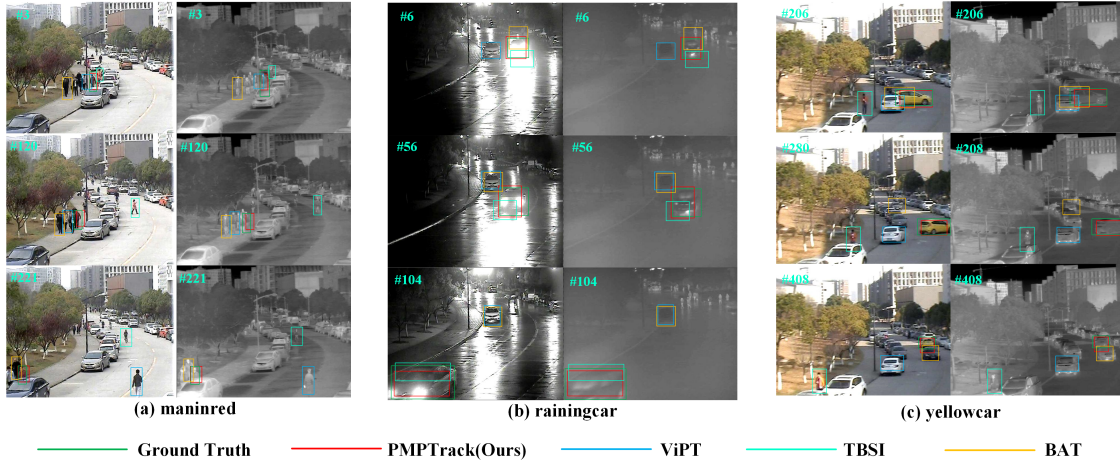 #3 #3 #6 #6 #206 #206
#120 #120 #56 #56 #280 #208
#221 #221 #104 #104 #408 #408
(a) maninred (b) rainingcar (c) yellowcar
Ground Truth PMPTrack(Ours) ViPT TBSI BAT